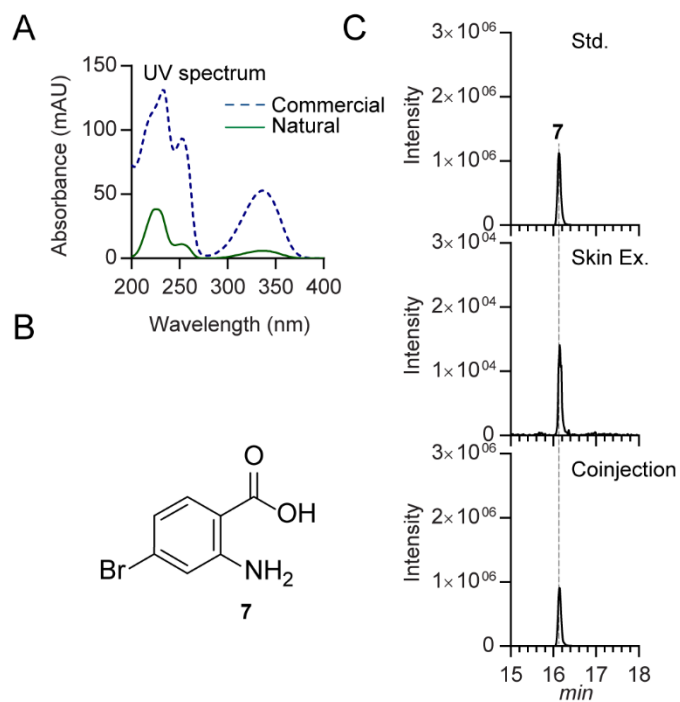 A
UV spectrum
Commercial
Natural
Absorbance (mAU)
150
100
50
0
200 250 300 350 400
Wavelength (nm)
B
O
OH
Br
NH2
7
C
Std.
7
Intensity
3× 10 06
2× 10 06
1× 10 06
0
Skin Ex.
Intensity
3× 10 04
2× 10 04
1× 10 04
0
Coinjection
Intensity
3× 10 06
2× 10 06
1× 10 06
0
15 16 17 18
min